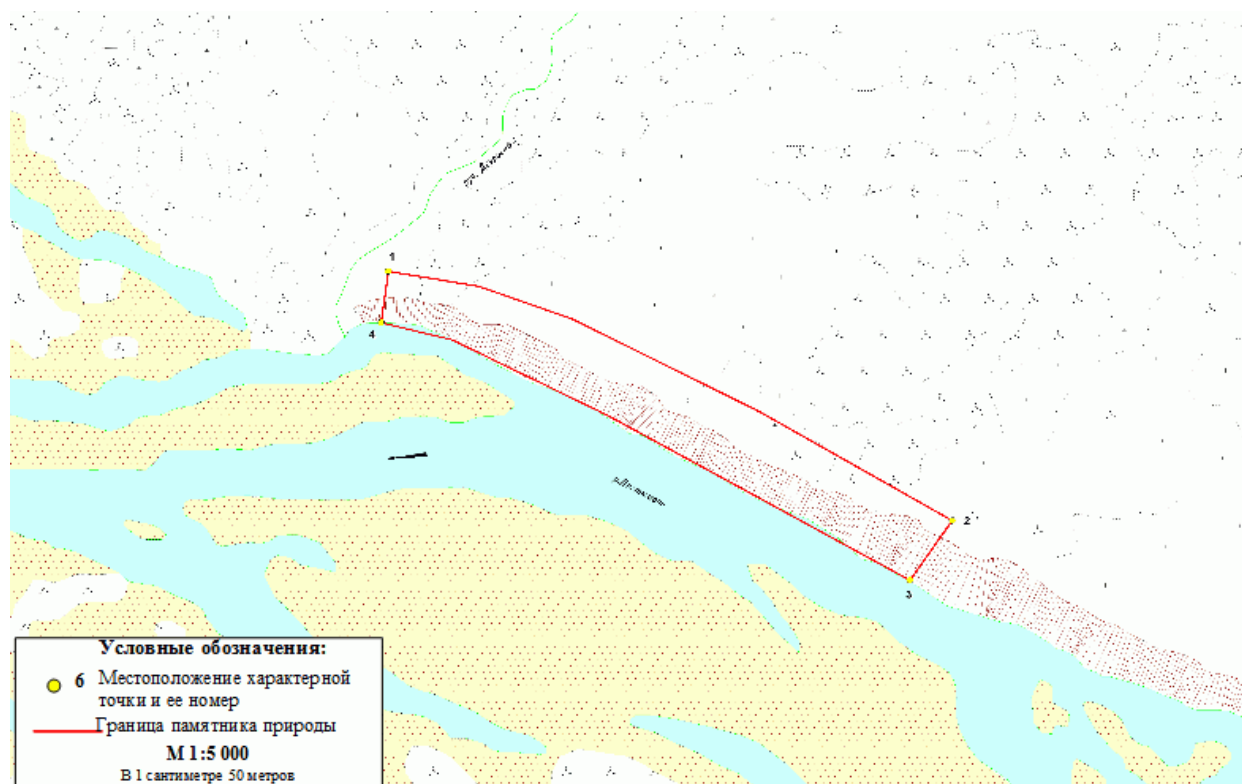 1
4
2
3
Условные обозначения:
6 Местоположение характерной
точки и ее номер
Граница памятника природы
М 1:5 000
В 1 сантиметре 50 метров